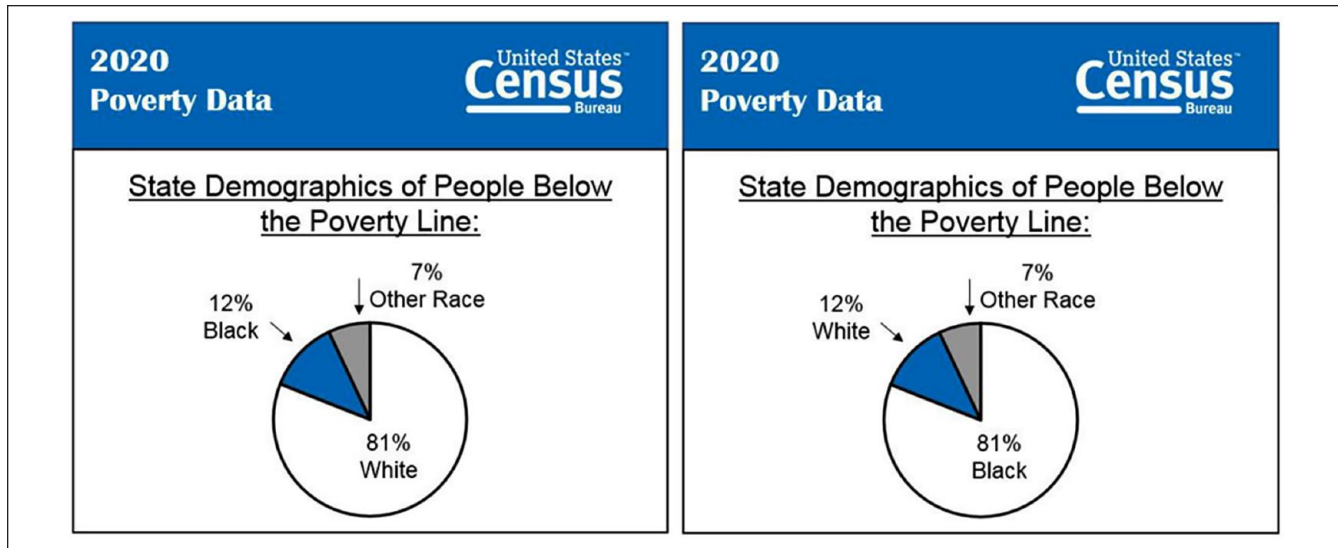 2020
Poverty Data
United States™
Census
Bureau
State Demographics of People Below
the Poverty Line:
7%
Other Race
12%
Black
81%
White
2020
Poverty Data
United States™
Census
Bureau
State Demographics of People Below
the Poverty Line:
7%
Other Race
12%
White
81%
Black